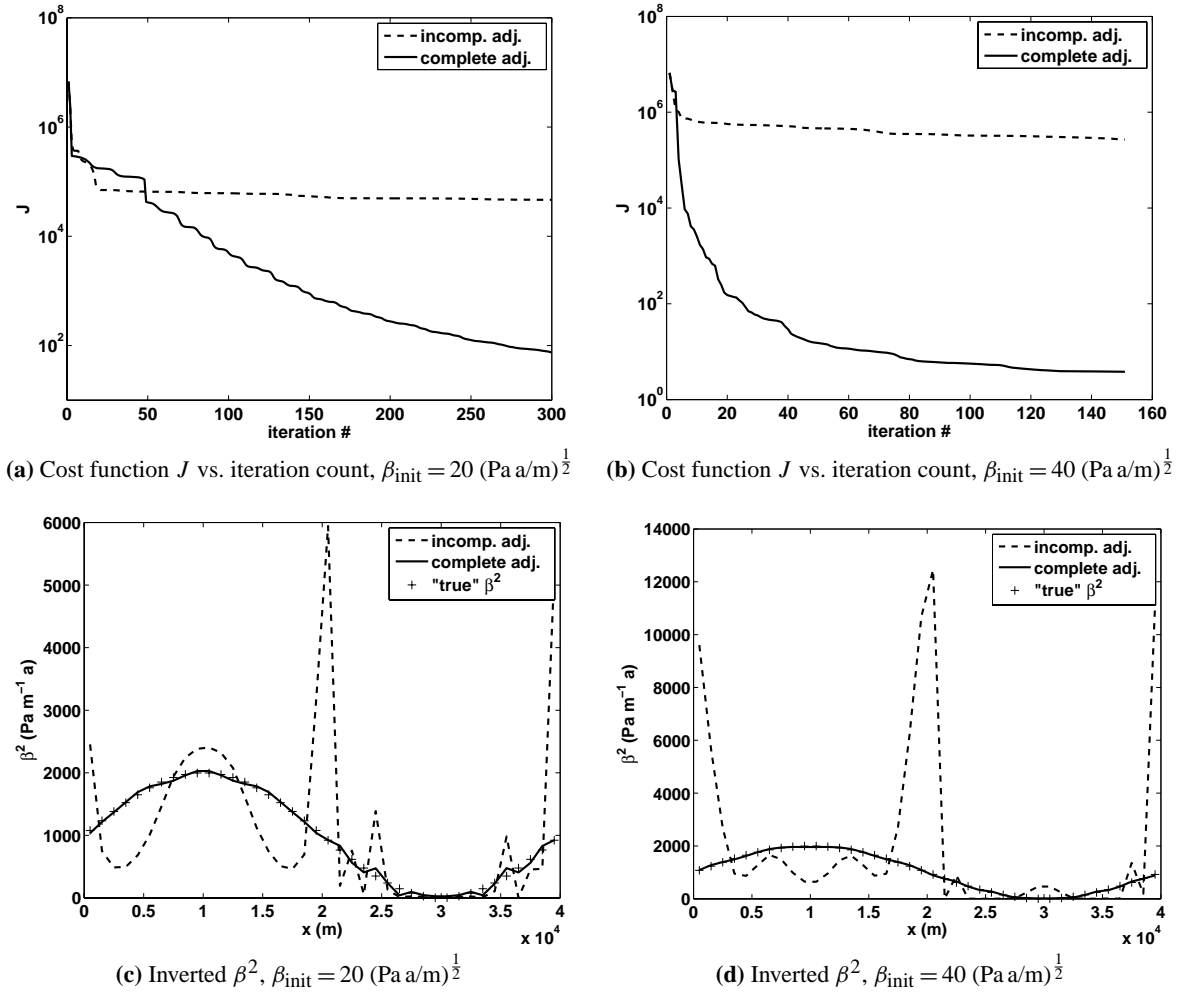 10^8
10^6
10^4
10^2
J
0 50 100 150 200 250 300
iteration #
incomp. adj.
complete adj.
(a) Cost function J vs. iteration count, β_init = 20 (Pa a/m)^{1/2}
10^8
10^6
10^4
10^2
10^0
J
0 20 40 60 80 100 120 140 160
iteration #
incomp. adj.
complete adj.
(b) Cost function J vs. iteration count, β_init = 40 (Pa a/m)^{1/2}
6000
5000
4000
3000
2000
1000
0
β² (Pa m⁻¹ a)
0 0.5 1 1.5 2 2.5 3 3.5 4
x (m)
x 10^4
incomp. adj.
complete adj.
"true" β²
(c) Inverted β², β_init = 20 (Pa a/m)^{1/2}
14000
12000
10000
8000
6000
4000
2000
0
β² (Pa m⁻¹ a)
0 0.5 1 1.5 2 2.5 3 3.5 4
x (m)
x 10^4
incomp. adj.
complete adj.
"true" β²
(d) Inverted β², β_init = 40 (Pa a/m)^{1/2}